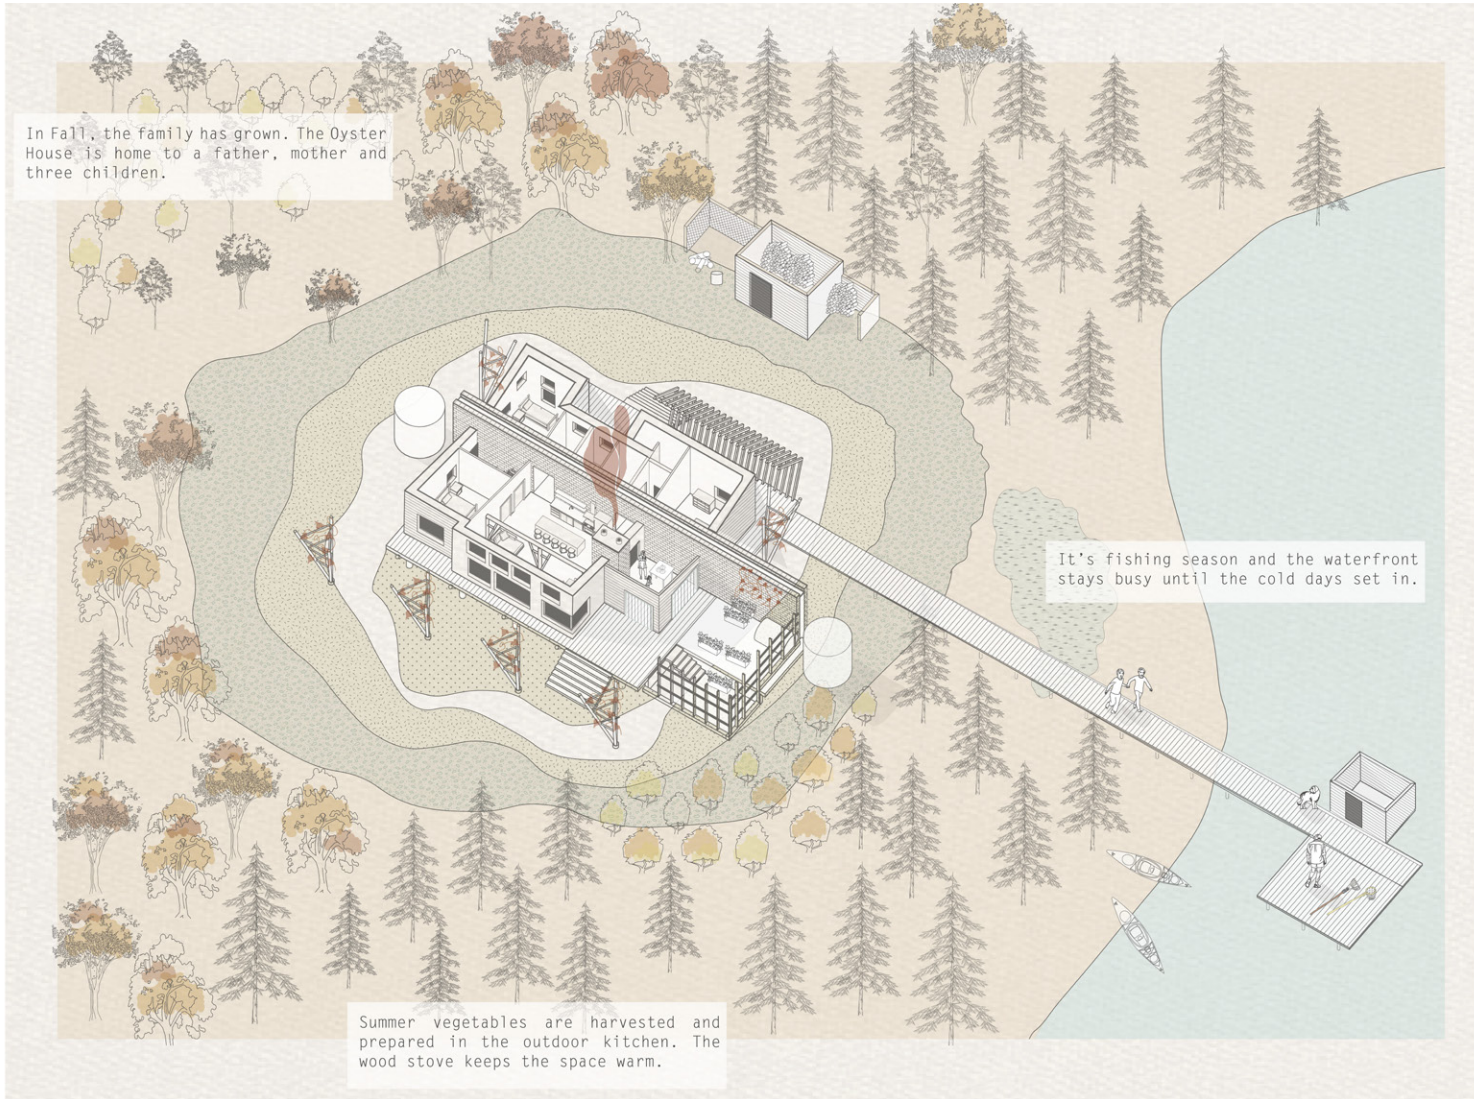 In Fall, the family has grown. The Oyster
House is home to a father, mother and
three children.
It's fishing season and the waterfront
stays busy until the cold days set in.
Summer vegetables are harvested and
prepared in the outdoor kitchen. The
wood stove keeps the space warm.